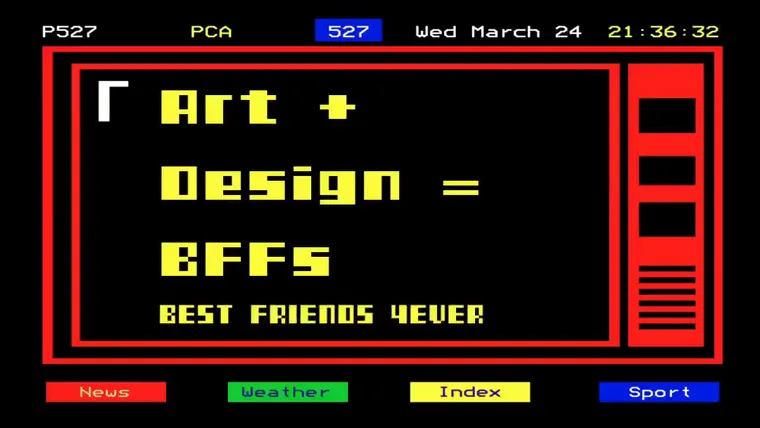 P527 PCA 527 Wed March 24 21:36:32
Art +
Design =
BFFs
BEST FRIENDS 4EVER
News Weather Index Sport